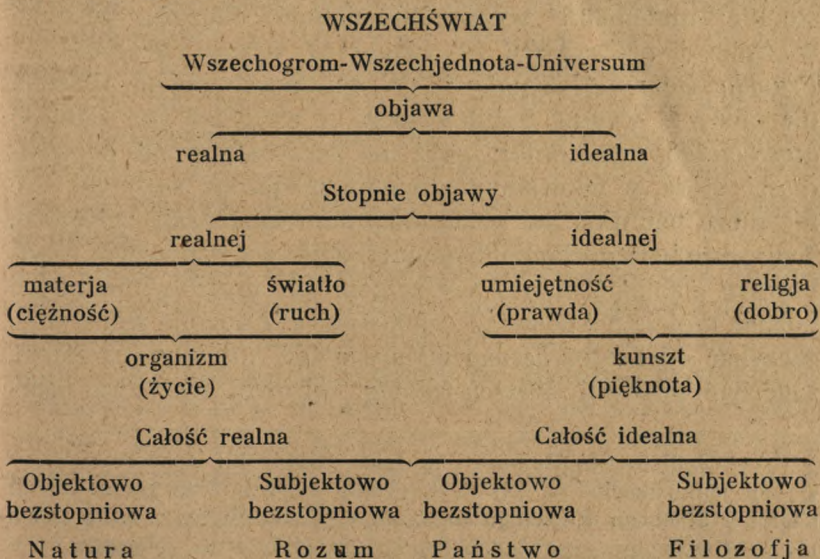 WSZECHŚWIAT
Wszechogrom-Wszechjednota-Universum
objawa
realna idealna
Stopnie objawy
realnej idealnej
materja światło umiejętność religja
(ciężność) (ruch) (prawda) (dobro)
organizm kunszt
(życie) (pięknota)
Całość realna Całość idealna
Objektowo Subjektowo Objektowo Subjektowo
bezstopniowa bezstopniowa bezstopniowa bezstopniowa
Natura Rozum Państwo Filozofja